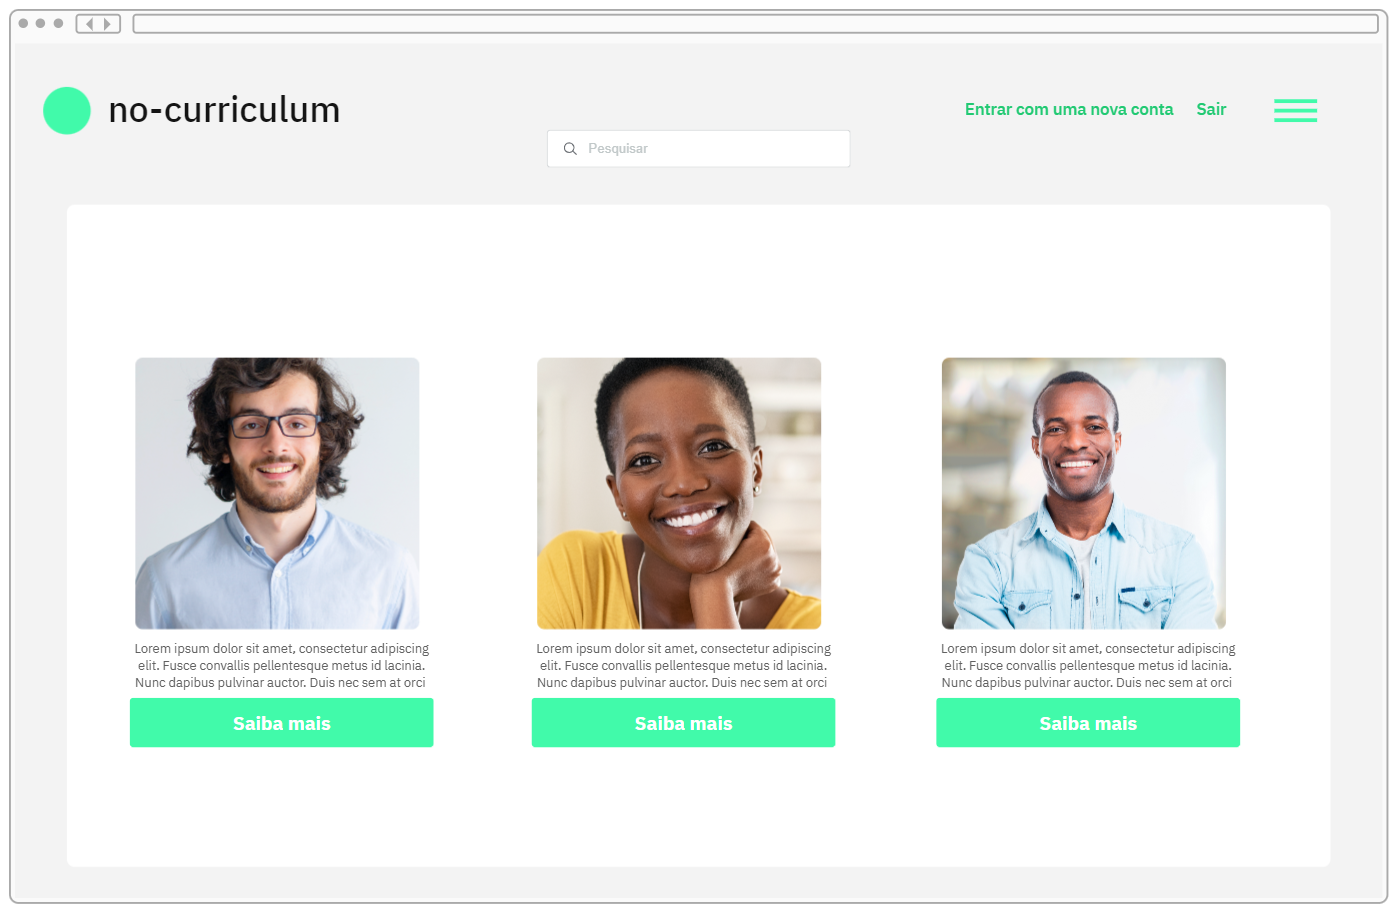 no-curriculum
Entrar com uma nova conta
Sair
Pesquisar
Lorem ipsum dolor sit amet, consectetur adipiscing
elit. Fusce convallis pellentesque metus id lacinia.
Nunc dapibus pulvinar auctor. Duis nec sem at orci
Saiba mais
Lorem ipsum dolor sit amet, consectetur adipiscing
elit. Fusce convallis pellentesque metus id lacinia.
Nunc dapibus pulvinar auctor. Duis nec sem at orci
Saiba mais
Lorem ipsum dolor sit amet, consectetur adipiscing
elit. Fusce convallis pellentesque metus id lacinia.
Nunc dapibus pulvinar auctor. Duis nec sem at orci
Saiba mais